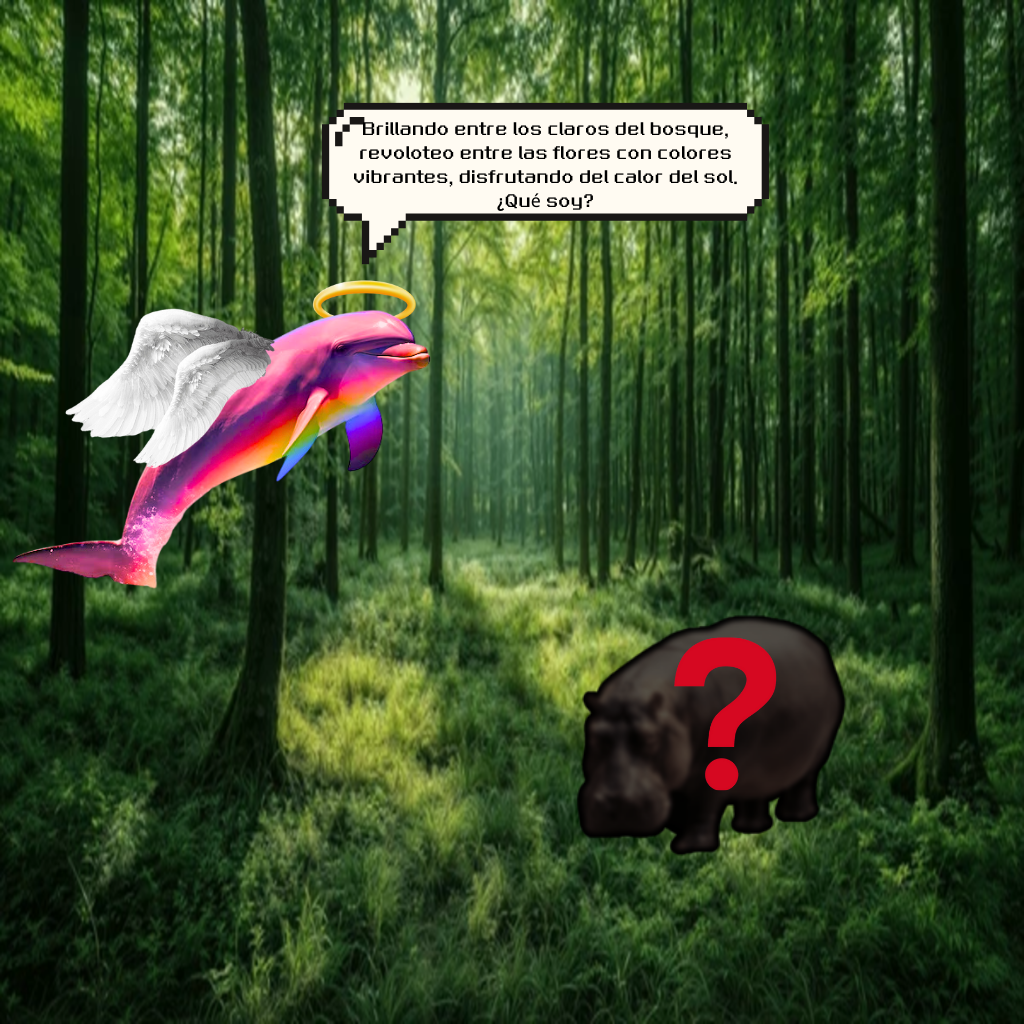 Brillando entre los claros del bosque,
revoloteo entre las flores con colores
vibrantes, disfrutando del calor del sol.
¿Qué soy?
?